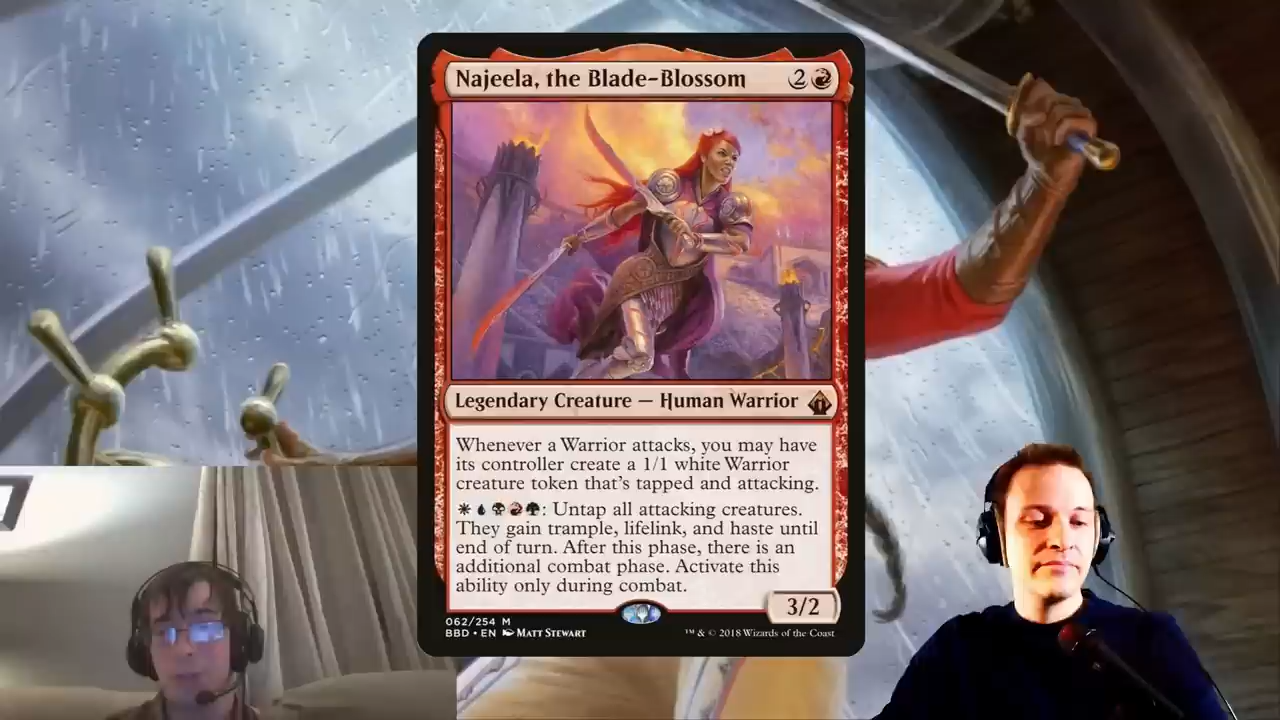 Najeela, the Blade-Blossom 2
Legendary Creature — Human Warrior
Whenever a Warrior attacks, you may have
its controller create a 1/1 white Warrior
creature token that's tapped and attacking.
: Untap all attacking creatures.
They gain trample, lifelink, and haste until
end of turn. After this phase, there is an
additional combat phase. Activate this
ability only during combat.
3/2
062/254 M
BBD • EN Matt Stewart
™ & © 2018 Wizards of the Coast